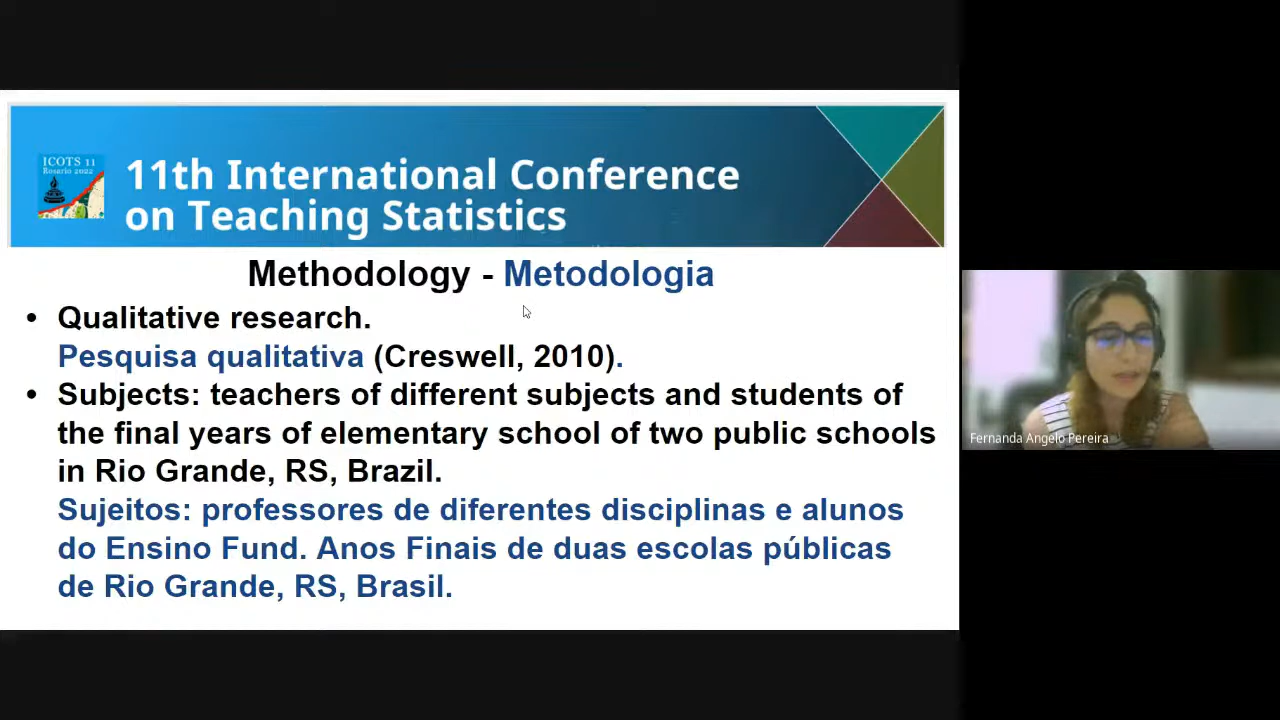 ICOTS 11
Rosario 2022
11th International Conference
on Teaching Statistics
Methodology - Metodologia
• Qualitative research.
Pesquisa qualitativa (Creswell, 2010).
• Subjects: teachers of different subjects and students of
the final years of elementary school of two public schools
in Rio Grande, RS, Brazil.
Sujeitos: professores de diferentes disciplinas e alunos
do Ensino Fund. Anos Finais de duas escolas públicas
de Rio Grande, RS, Brasil.
Fernanda Angelo Pereira